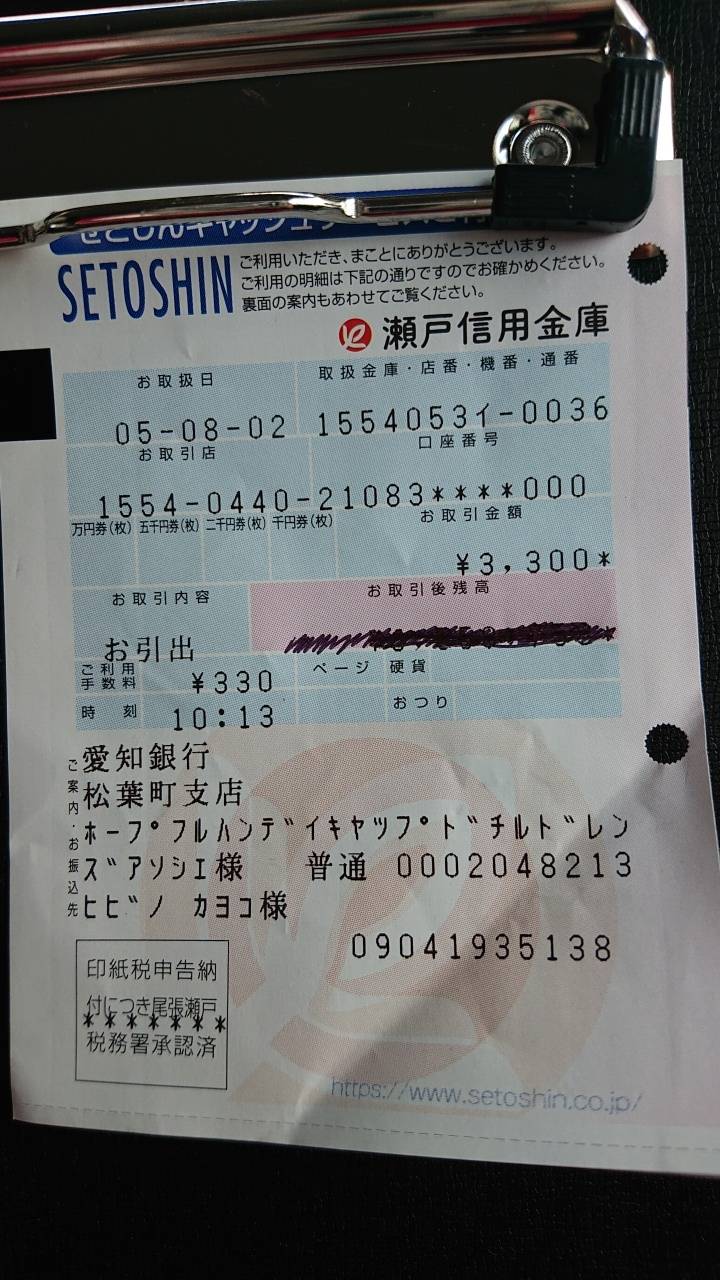 せとしんキャッシュサービスご利
SETOSHIN
ご利用いただき、まことにありがとうございます。
ご利用の明細は下記の通りですのでお確かめください。
裏面の案内もあわせてご覧ください。
瀬戸信用金庫
お取扱日 取扱金庫・店番・機番・通番
05-08-02 1554053イ-0036
お取引店 口座番号
1554-0440-21083****000
万円券(枚) 五千円券(枚) 二千円券(枚) 千円券(枚) お取引金額
¥3,300*
お取引内容 お取引後残高
お引出
ご利用手数料 ¥330 ページ 硬貨
時刻 10:13 おつり
ご案内・お振込先
愛知銀行
松葉町支店
ホープフルハンデイキヤツプドチルドレン
ズアソシエ様 普通 0002048213
ヒビノ カヨコ様
09041935138
印紙税申告納
付につき尾張瀬戸
*******
税務署承認済
https://www.setoshin.co.jp/